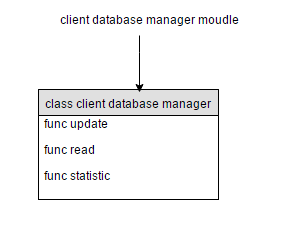 client database manager moudle
class client database manager
func update
func read
func statistic